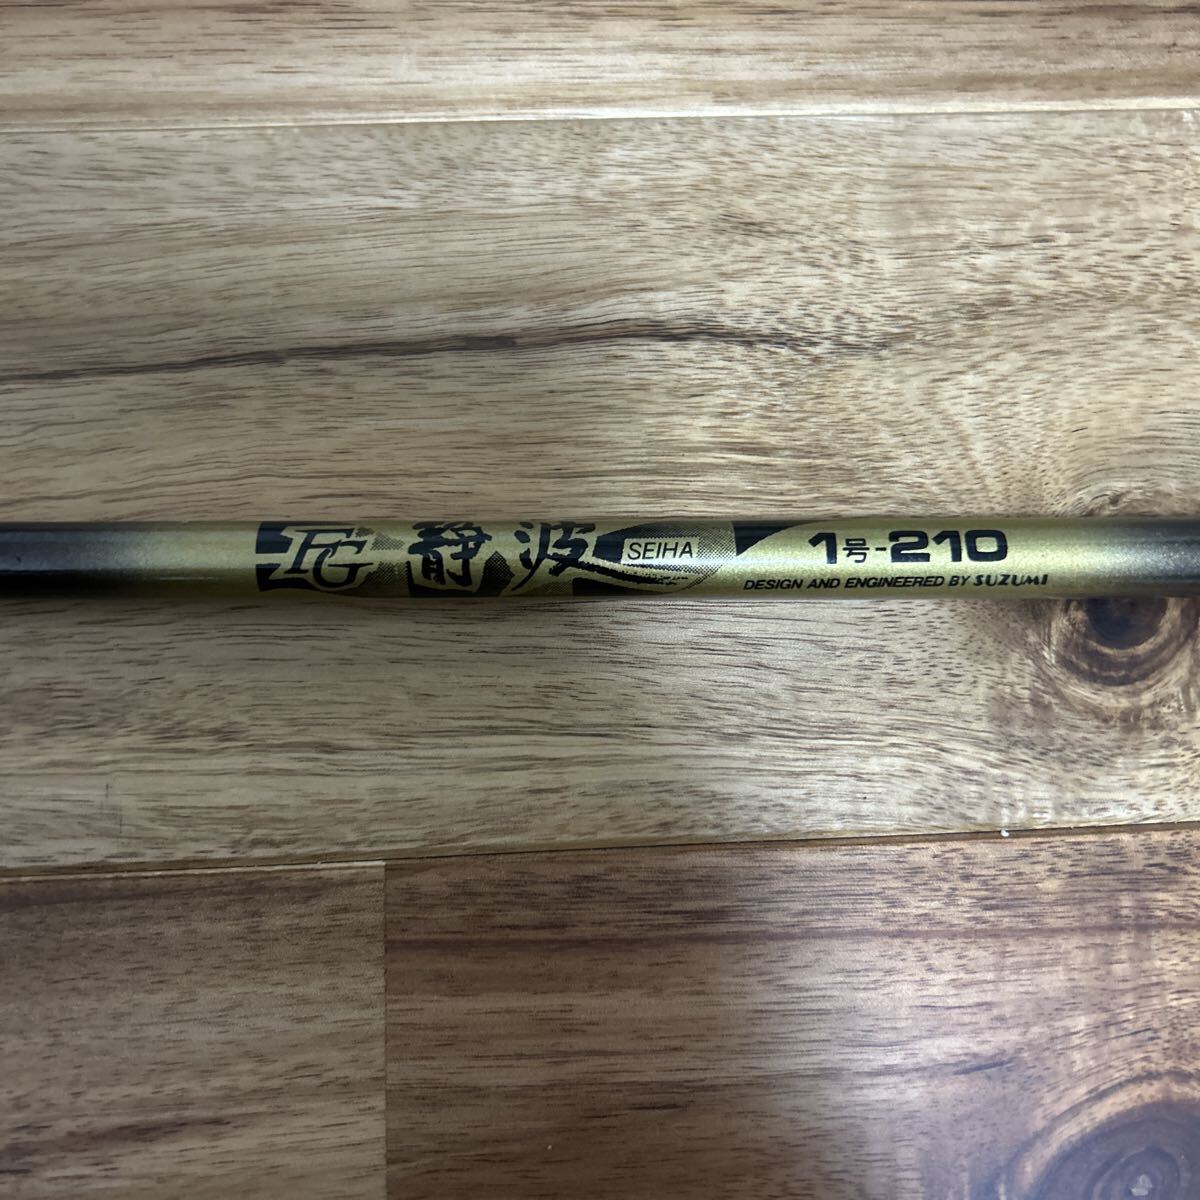 FG 静波 SEIHA 1号-210
DESIGN AND ENGINEERED BY SUZUMI